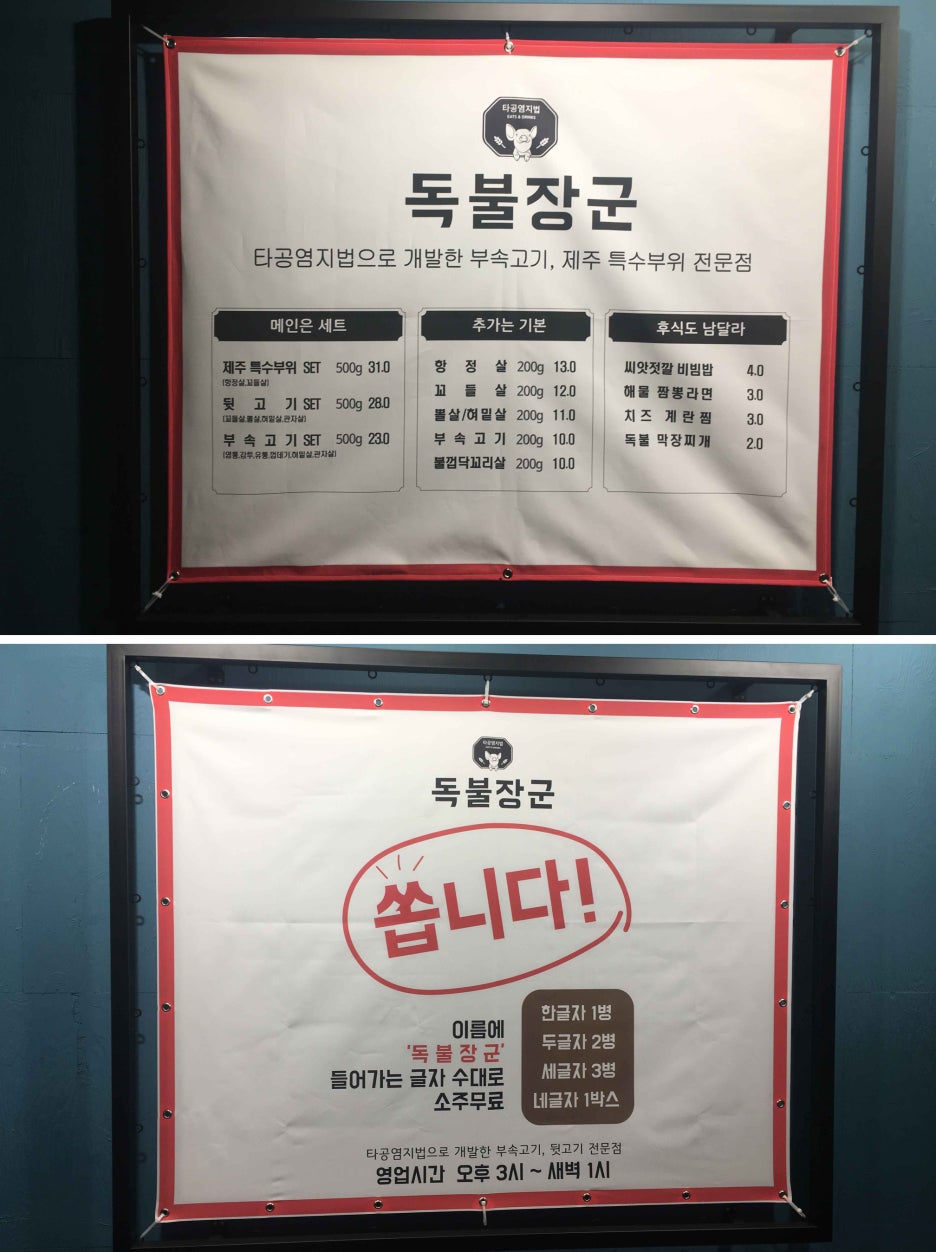 타공염지법
EATS & DRINKS
독불장군
타공염지법으로 개발한 부속고기, 제주 특수부위 전문점
메인은 세트
제주 특수부위 SET 500g 31.0
(항정살,꼬들살)
뒷고기 SET 500g 28.0
(꼬들살,뽈살,혀밑살,관자살)
부속고기 SET 500g 23.0
(염통,감투,유통,껍데기,혀밑살,관자살)
추가는 기본
항정살 200g 13.0
꼬들살 200g 12.0
뽈살/혀밑살 200g 11.0
부속고기 200g 10.0
불껍닥꼬리살 200g 10.0
후식도 남달라
씨앗젓깔 비빔밥 4.0
해물 짬뽕라면 3.0
치즈 계란찜 3.0
독불 막장찌개 2.0
타공염지법
독불장군
쏩니다!
이름에
'독불장군'
들어가는 글자 수대로
소주무료
한글자 1병
두글자 2병
세글자 3병
네글자 1박스
타공염지법으로 개발한 부속고기, 뒷고기 전문점
영업시간 오후 3시 ~ 새벽 1시